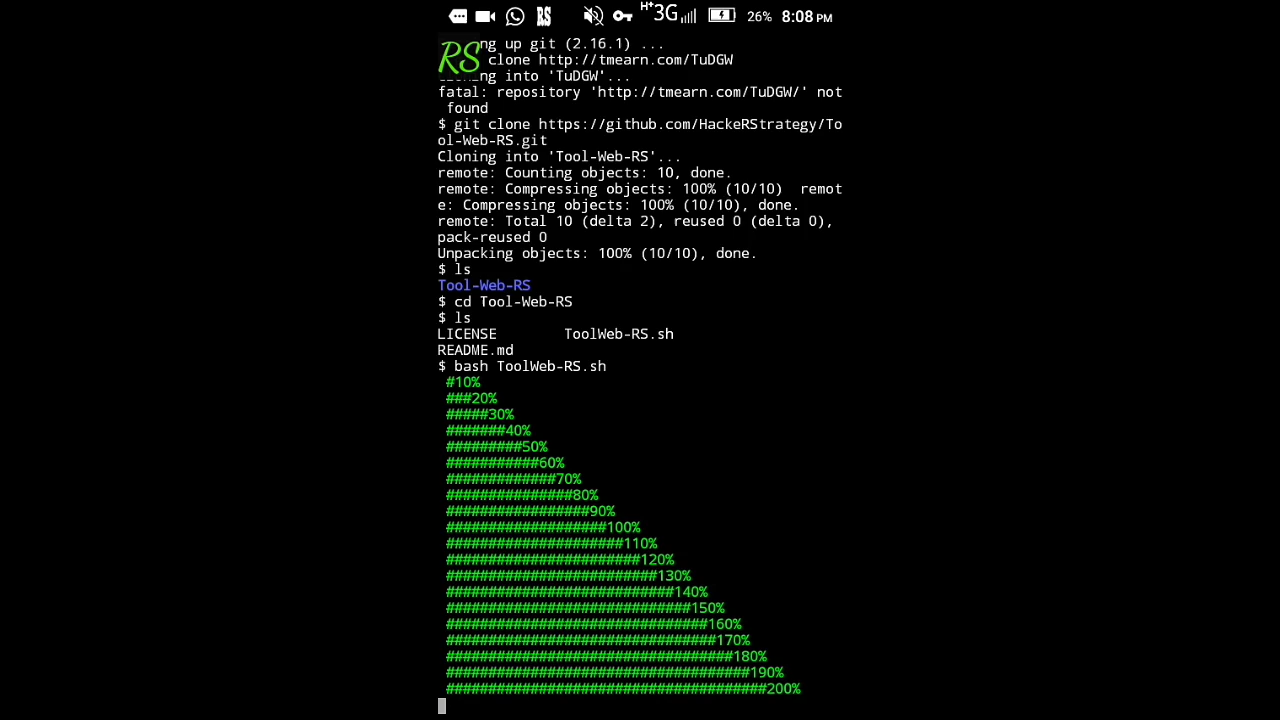 RS H+ 3G 26% 8:08 PM
RS
ng up git (2.16.1) ...
clone http://tmearn.com/TuDGW
ng into 'TuDGW'...
fatal: repository 'http://tmearn.com/TuDGW/' not
found
$ git clone https://github.com/HackeRStrategy/To
ol-Web-RS.git
Cloning into 'Tool-Web-RS'...
remote: Counting objects: 10, done.
remote: Compressing objects: 100% (10/10)  remot
e: Compressing objects: 100% (10/10), done.
remote: Total 10 (delta 2), reused 0 (delta 0),
pack-reused 0
Unpacking objects: 100% (10/10), done.
$ ls
Tool-Web-RS
$ cd Tool-Web-RS
$ ls
LICENSE        ToolWeb-RS.sh
README.md
$ bash ToolWeb-RS.sh
#10%
###20%
#####30%
#######40%
#########50%
###########60%
#############70%
###############80%
#################90%
###################100%
#####################110%
#######################120%
#########################130%
###########################140%
#############################150%
###############################160%
################################170%
##################################180%
####################################190%
######################################200%